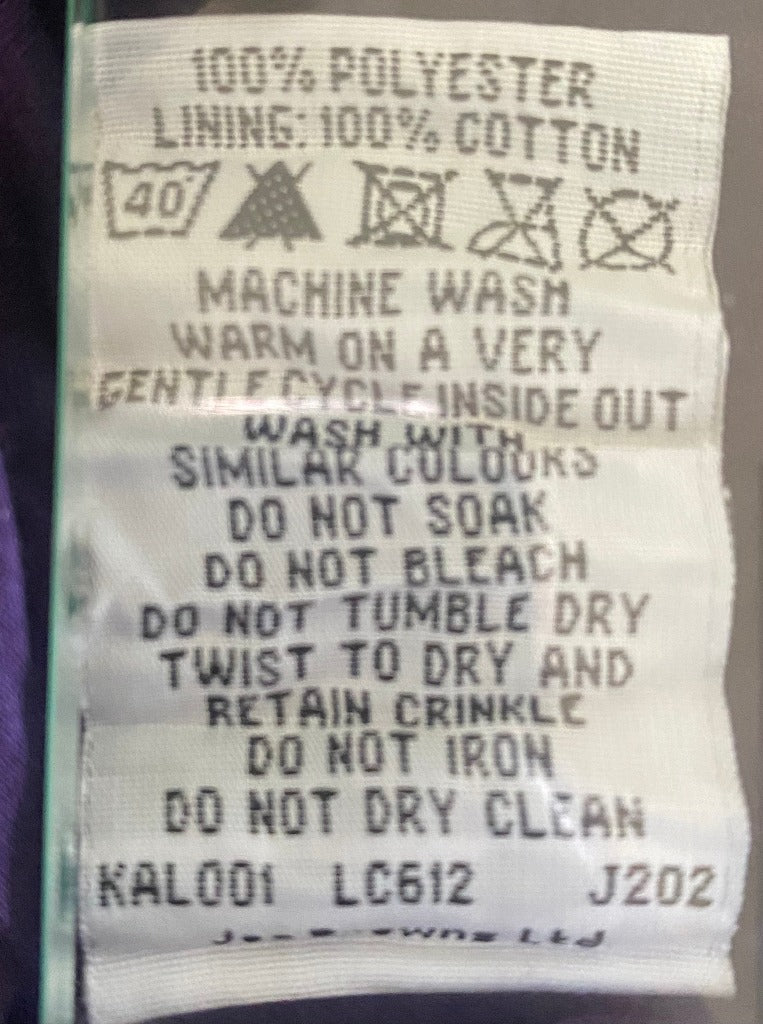 100% POLYESTER
LINING: 100% COTTON
40°
MACHINE WASH
WARM ON A VERY
GENTLE CYCLE INSIDE OUT
WASH WITH
SIMILAR COLOURS
DO NOT SOAK
DO NOT BLEACH
DO NOT TUMBLE DRY
TWIST TO DRY AND
RETAIN CRINKLE
DO NOT IRON
DO NOT DRY CLEAN
KAL001 LC612 J202
Ltd